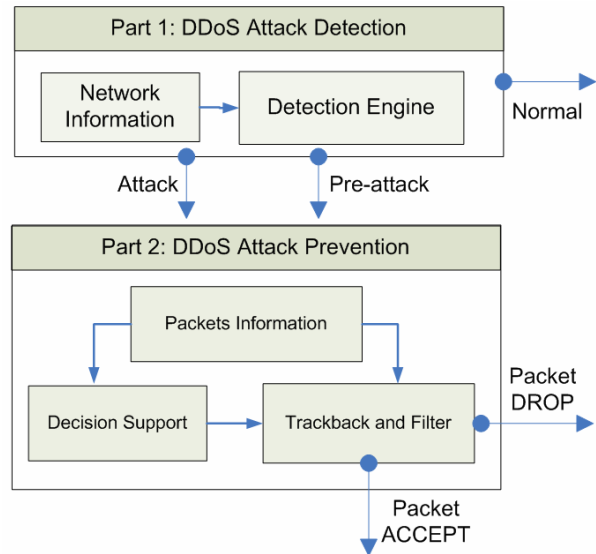 Part 1: DDoS Attack Detection
Network
Information
Detection Engine
Normal
Attack
Pre-attack
Part 2: DDoS Attack Prevention
Packets Information
Decision Support
Trackback and Filter
Packet
DROP
Packet
ACCEPT